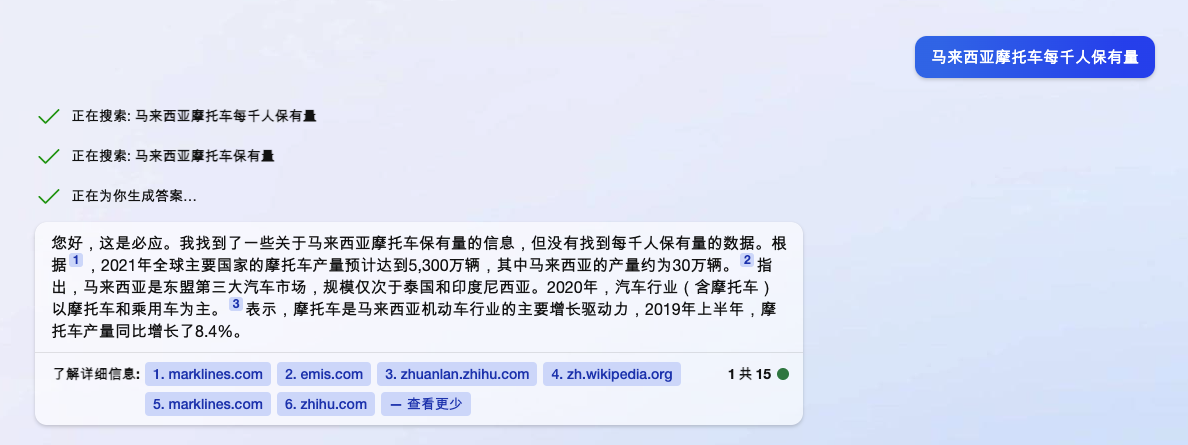 马来西亚摩托车每千人保有量
正在搜索: 马来西亚摩托车每千人保有量
正在搜索: 马来西亚摩托车保有量
正在为你生成答案...
您好，这是必应。我找到了一些关于马来西亚摩托车保有量的信息，但没有找到每千人保有量的数据。根
据 1 ，2021年全球主要国家的摩托车产量预计达到5,300万辆，其中马来西亚的产量约为30万辆。 2 指
出，马来西亚是东盟第三大汽车市场，规模仅次于泰国和印度尼西亚。2020年，汽车行业（含摩托车）
以摩托车和乘用车为主。 3 表示，摩托车是马来西亚机动车行业的主要增长驱动力，2019年上半年，摩
托车产量同比增长了8.4%。
了解详细信息: 1. marklines.com 2. emis.com 3. zhuanlan.zhihu.com 4. zh.wikipedia.org 1 共 15
5. marklines.com 6. zhihu.com — 查看更少